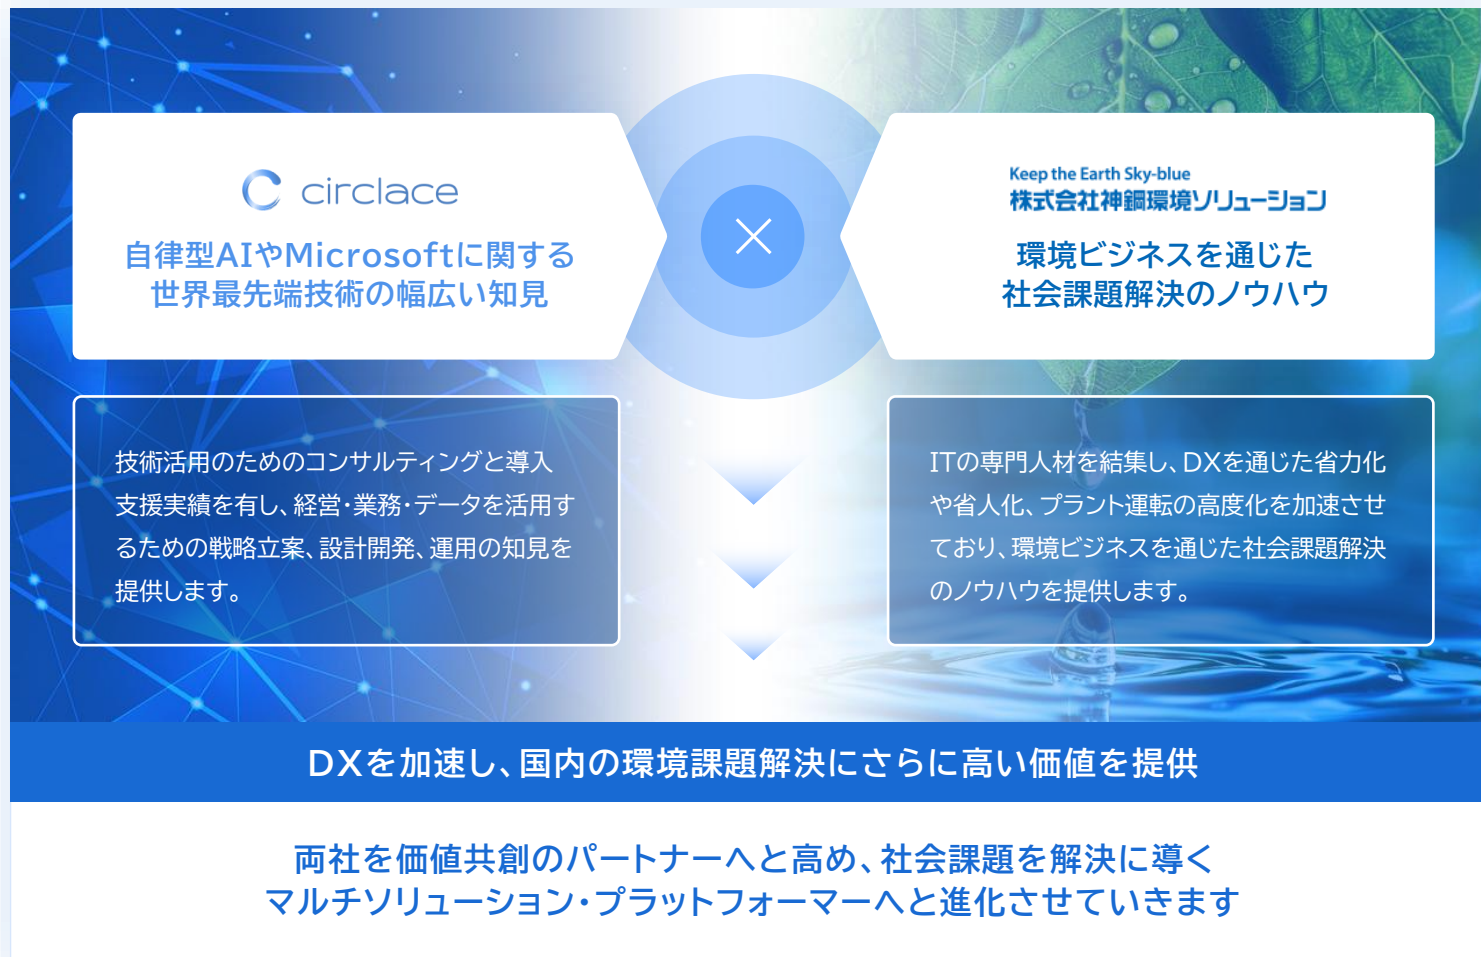 circlace
自律型AIやMicrosoftに関する
世界最先端技術の幅広い知見
Keep the Earth Sky-blue
株式会社神鋼環境ソリューション
環境ビジネスを通じた
社会課題解決のノウハウ
技術活用のためのコンサルティングと導入
支援実績を有し、経営・業務・データを活用す
るための戦略立案、設計開発、運用の知見を
提供します。
ITの専門人材を結集し、DXを通じた省力化
や省人化、プラント運転の高度化を加速させ
ており、環境ビジネスを通じた社会課題解決
のノウハウを提供します。
DXを加速し、国内の環境課題解決にさらに高い価値を提供
両社を価値共創のパートナーへと高め、社会課題を解決に導く
マルチソリューション・プラットフォーマーへと進化させていきます